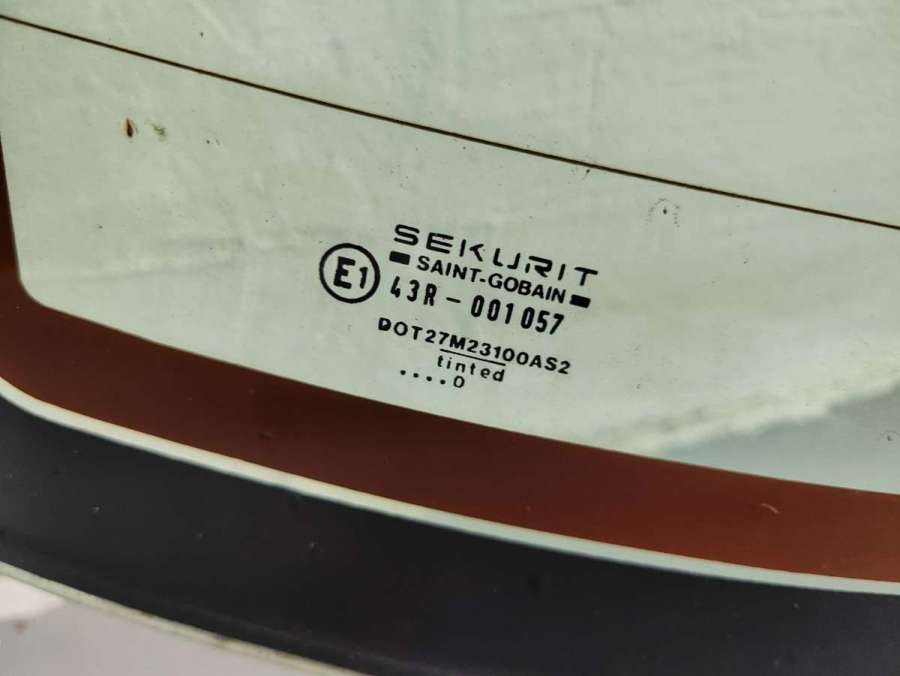 SEKURIT
SAINT-GOBAIN
E1 43R - 001057
DOT27M23100AS2
tinted
....0